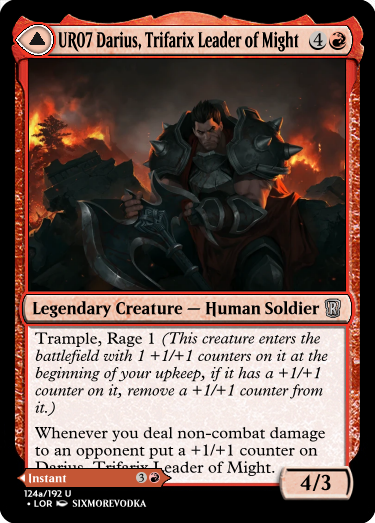 UR07 Darius, Trifarix Leader of Might 4
Legendary Creature — Human Soldier
Trample, Rage 1 (This creature enters the
battlefield with 1 +1/+1 counters on it at the
beginning of your upkeep, if it has a +1/+1
counter on it, remove a +1/+1 counter from
it.)
Whenever you deal non-combat damage
to an opponent put a +1/+1 counter on
Darius, Trifarix Leader of Might.
Instant 3
4/3
124a/192 U
• LOR SIXMOREVODKA